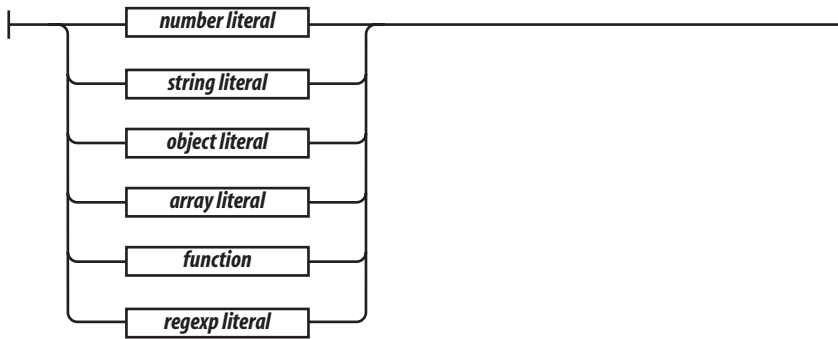 number literal
string literal
object literal
array literal
function
regexp literal